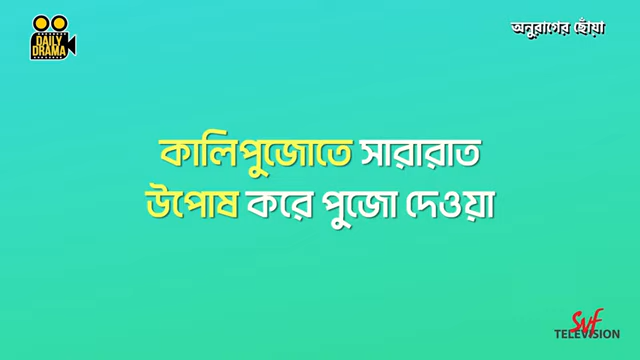 DAILY
DRAMA
অনুরাগের ছোঁয়া
কালিপুজোতে সারারাত
উপোষ করে পুজো দেওয়া
SVF
TELEVISION